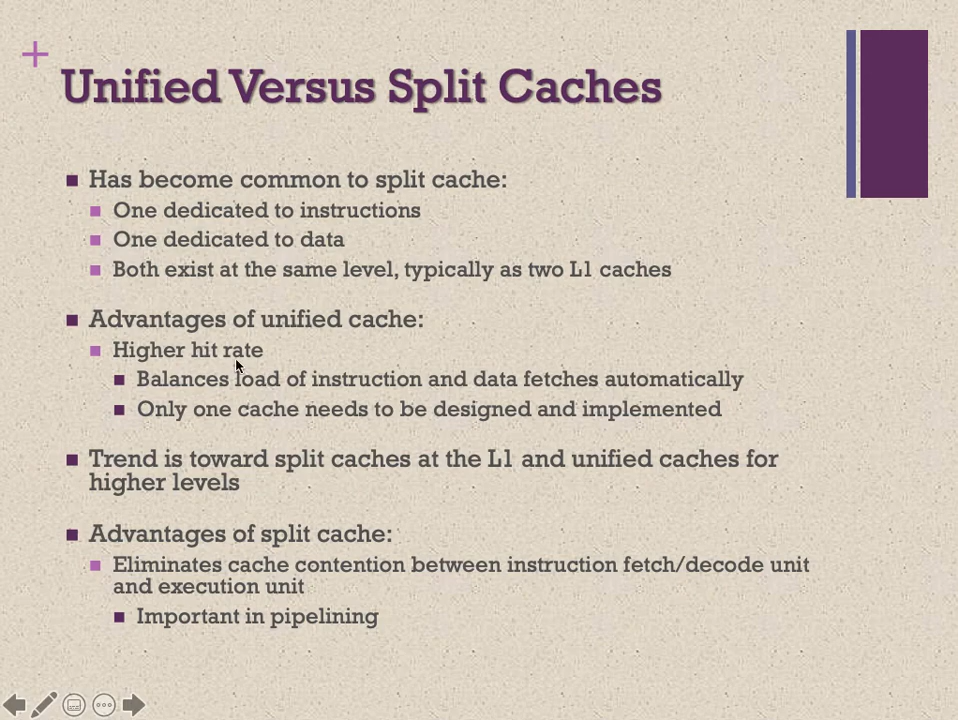 +
Unified Versus Split Caches
Has become common to split cache:
One dedicated to instructions
One dedicated to data
Both exist at the same level, typically as two L1 caches
Advantages of unified cache:
Higher hit rate
Balances load of instruction and data fetches automatically
Only one cache needs to be designed and implemented
Trend is toward split caches at the L1 and unified caches for
higher levels
Advantages of split cache:
Eliminates cache contention between instruction fetch/decode unit
and execution unit
Important in pipelining